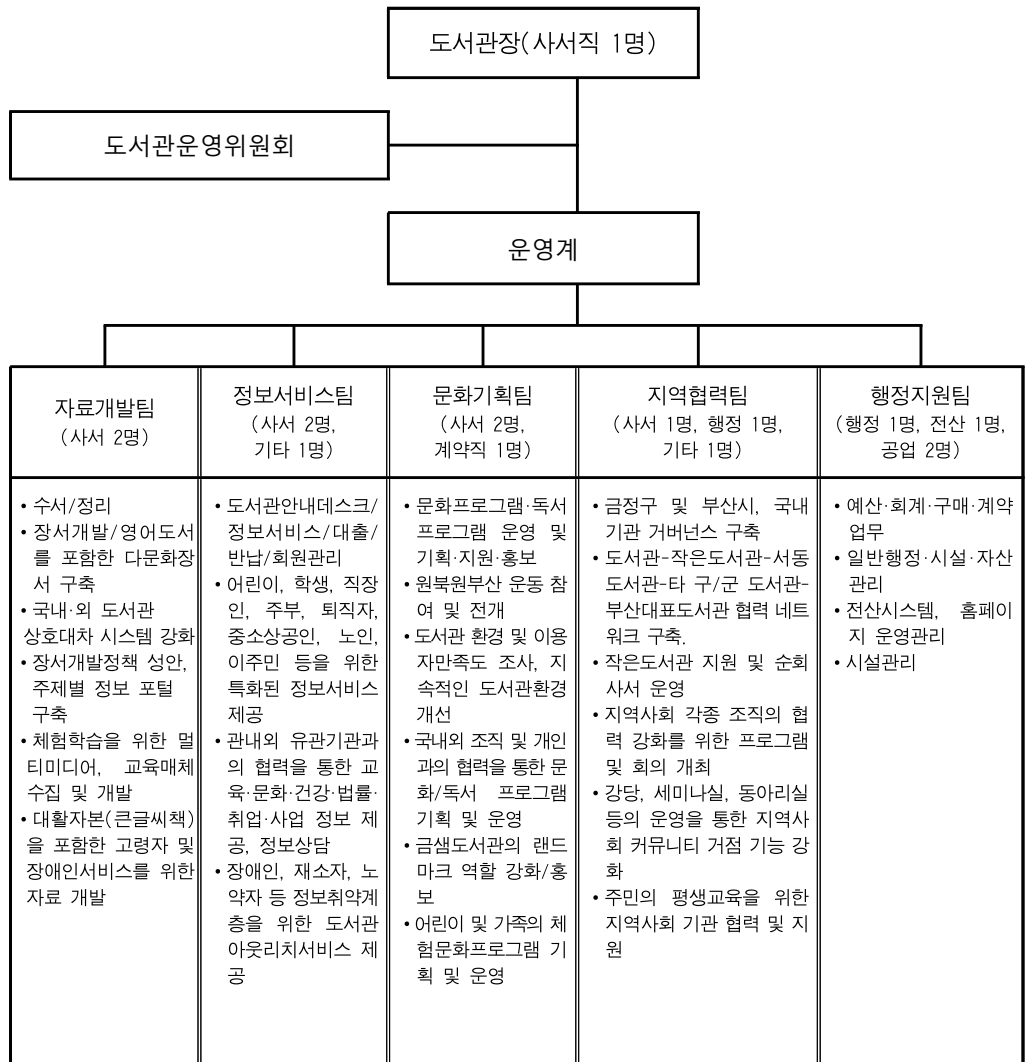 도서관장(사서직 1명)
도서관운영위원회
운영계
자료개발팀
(사서 2명)
정보서비스팀
(사서 2명,
기타 1명)
문화기획팀
(사서 2명,
계약직 1명)
지역협력팀
(사서 1명, 행정 1명,
기타 1명)
행정지원팀
(행정 1명, 전산 1명,
공업 2명)
• 수서/정리
• 장서개발/영어도서
를 포함한 다문화장
서 구축
• 국내·외 도서관
상호대차 시스템 강화
• 장서개발정책 성안,
주제별 정보 포털
구축
• 체험학습을 위한 멀
티미디어, 교육매체
수집 및 개발
• 대활자본(큰글씨책)
을 포함한 고령자 및
장애인서비스를 위한
자료 개발
• 도서관안내데스크/
정보서비스/대출/
반납/회원관리
• 어린이, 학생, 직장
인, 주부, 퇴직자,
중소상공인, 노인,
이주민 등을 위한
특화된 정보서비스
제공
• 관내외 유관기관과
의 협력을 통한 교
육·문화·건강·법률·
취업·사업 정보 제
공, 정보상담
• 장애인, 재소자, 노
약자 등 정보취약계
층을 위한 도서관
아웃리치서비스 제
공
• 문화프로그램·독서
프로그램 운영 및
기획·지원·홍보
• 원북원부산 운동 참
여 및 전개
• 도서관 환경 및 이용
자만족도 조사, 지
속적인 도서관환경
개선
• 국내외 조직 및 개인
과의 협력을 통한 문
화/독서 프로그램
기획 및 운영
• 금샘도서관의 랜드
마크 역할 강화/홍
보
• 어린이 및 가족의 체
험문화프로그램 기
획 및 운영
• 금정구 및 부산시, 국내
기관 거버넌스 구축
• 도서관-작은도서관-서동
도서관-타 구/군 도서관-
부산대표도서관 협력 네트
워크 구축.
• 작은도서관 지원 및 순회
사서 운영
• 지역사회 각종 조직의 협
력 강화를 위한 프로그램
및 회의 개최
• 강당, 세미나실, 동아리실
등의 운영을 통한 지역사
회 커뮤니티 거점 기능 강
화
• 주민의 평생교육을 위한
지역사회 기관 협력 및 지
원
• 예산·회계·구매·계약
업무
• 일반행정·시설·자산
관리
• 전산시스템, 홈페이
지 운영관리
• 시설관리